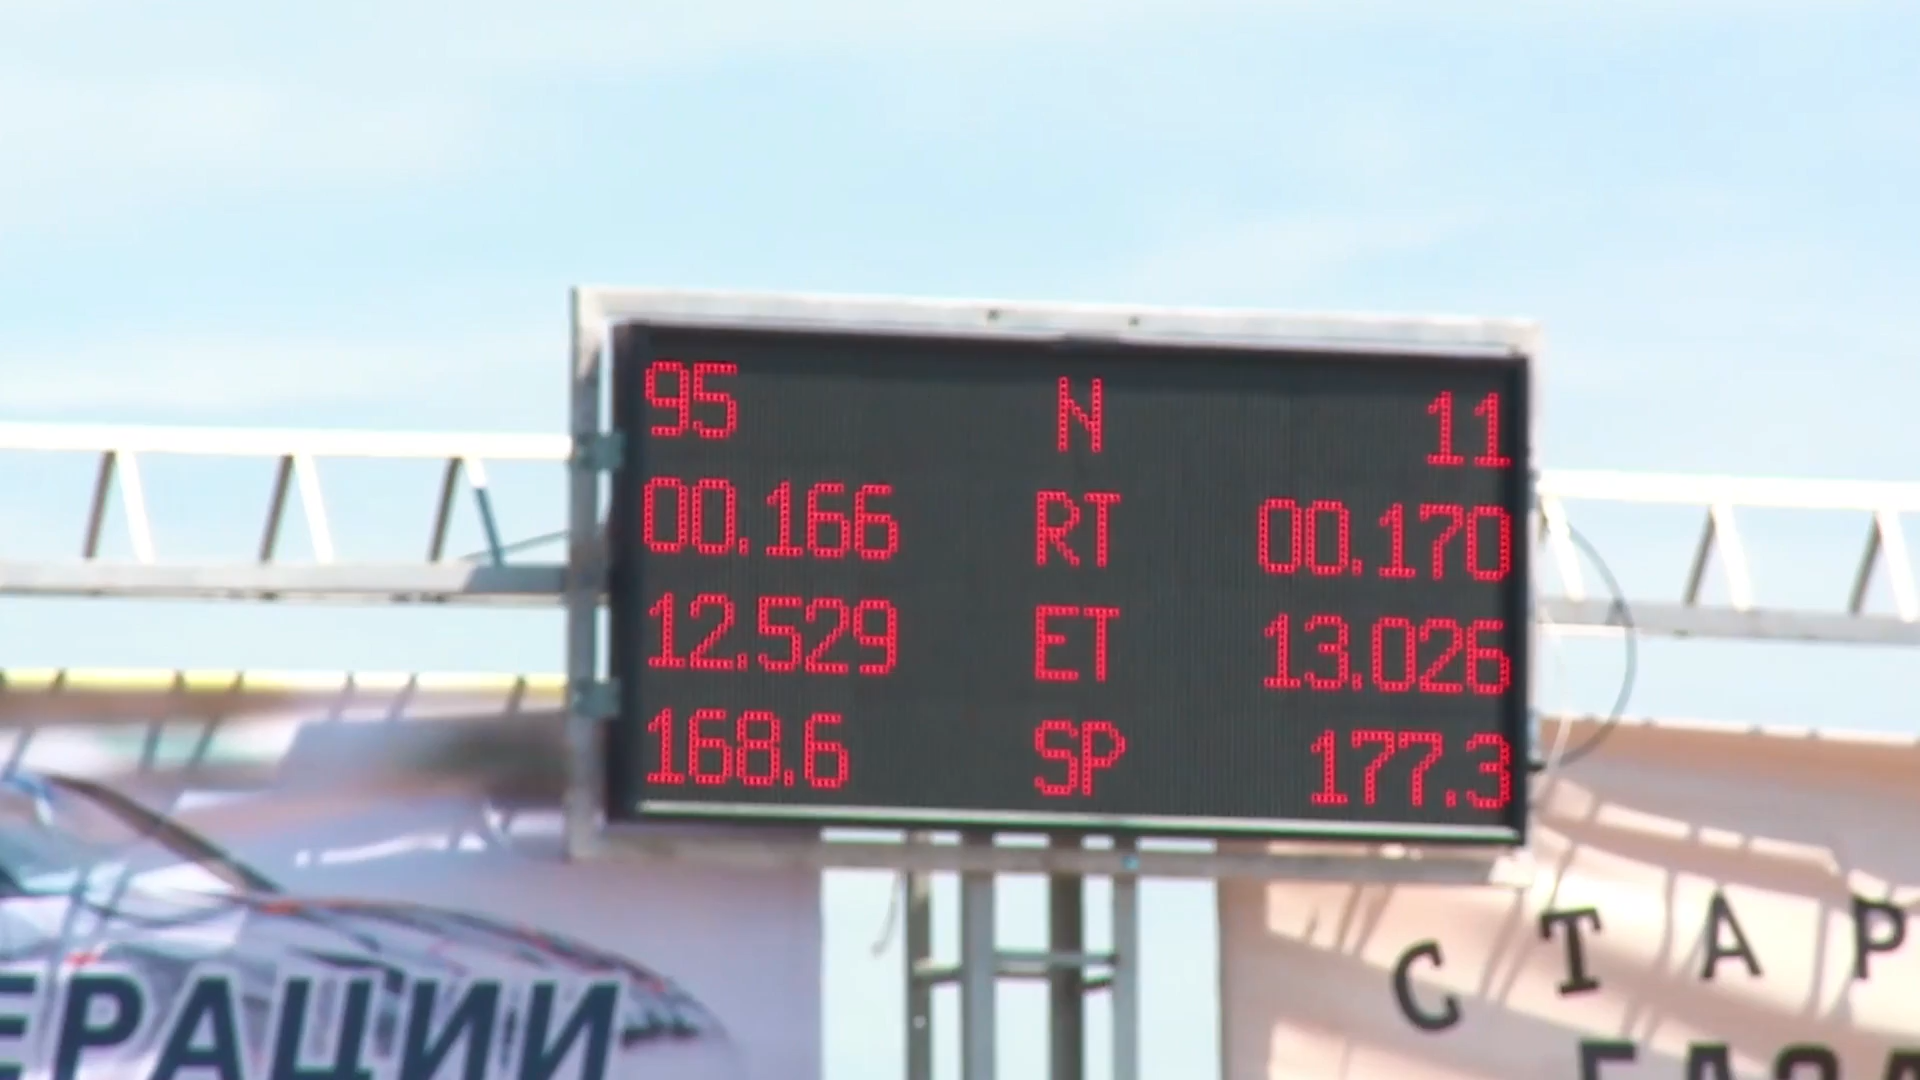 95 N 11
00.166 RT 00.170
12.529 ET 13.026
168.6 SP 177.3
ЕРАЦИИ
СТАР